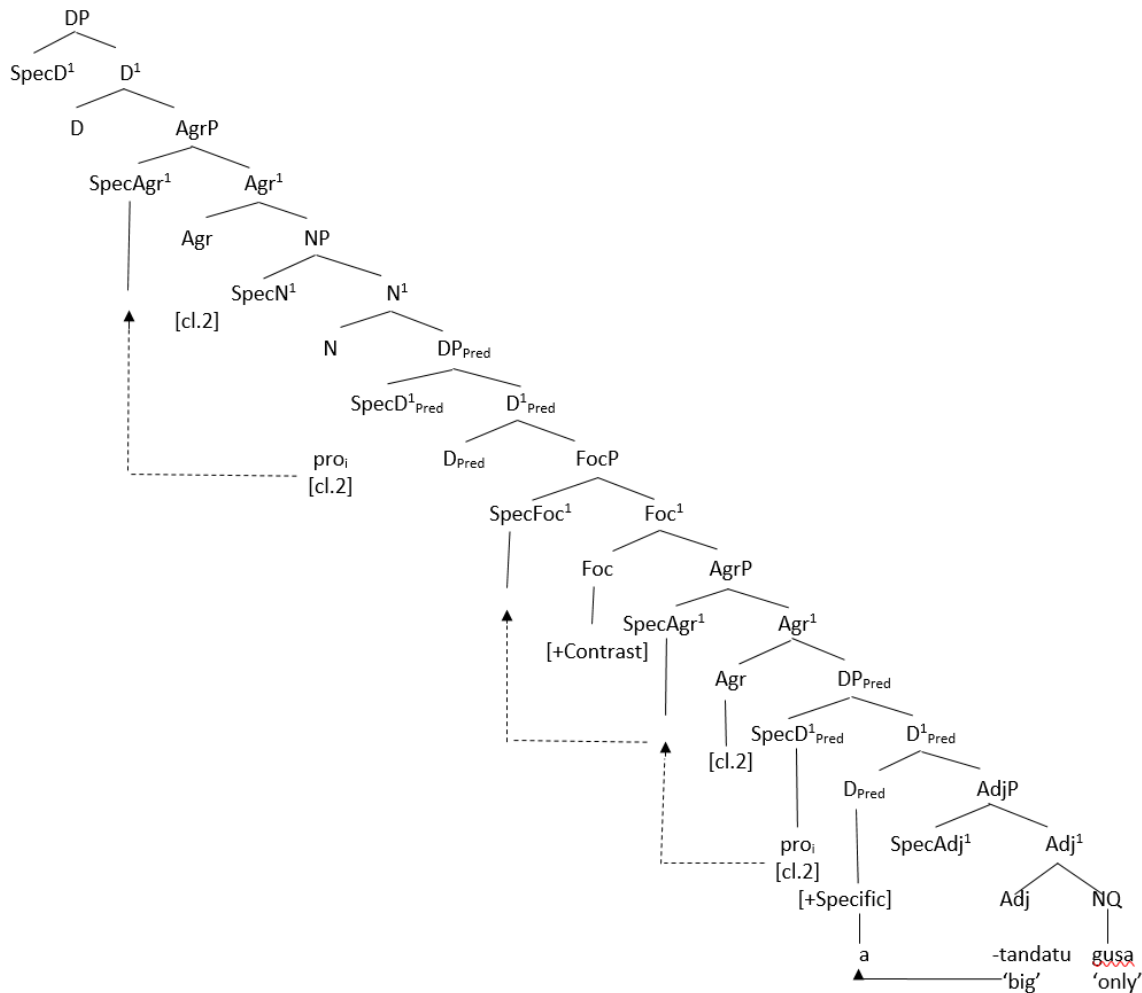 DP
SpecD¹ D¹
D AgrP
SpecAgr¹ Agr¹
Agr NP
SpecN¹ N¹
[cl.2]
N DPPred
SpecD¹Pred D¹Pred
DPred FocP
proᵢ
[cl.2]
SpecFoc¹ Foc¹
Foc AgrP
SpecAgr¹ Agr¹
[+Contrast]
Agr DPPred
SpecD¹Pred D¹Pred
[cl.2]
DPred AdjP
SpecAdj¹ Adj¹
proᵢ
[cl.2]
[+Specific] Adj NQ
a -tandatu gusa
‘big’ ‘only’